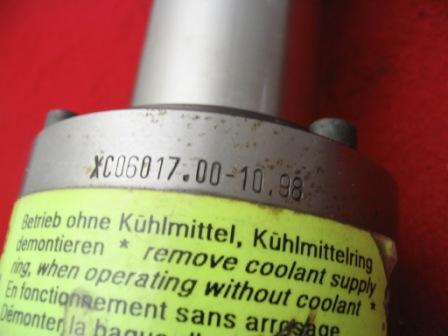 XC06017.00-10.98
Betrieb ohne Kühlmittel, Kühlmittelring
demontieren * remove coolant supply
ring, when operating without coolant *
En fonctionnement sans arrosage
Démonter la bague